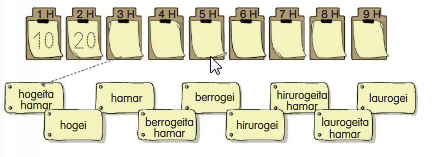 1 H 2 H 3 H 4 H 5 H 6 H 7 H 8 H 9 H
10 20
hogeita
hamar
hamar
berrogei
hirurogeita
hamar
laurogei
hogei
berrogeita
hamar
hirurogei
laurogeita
hamar